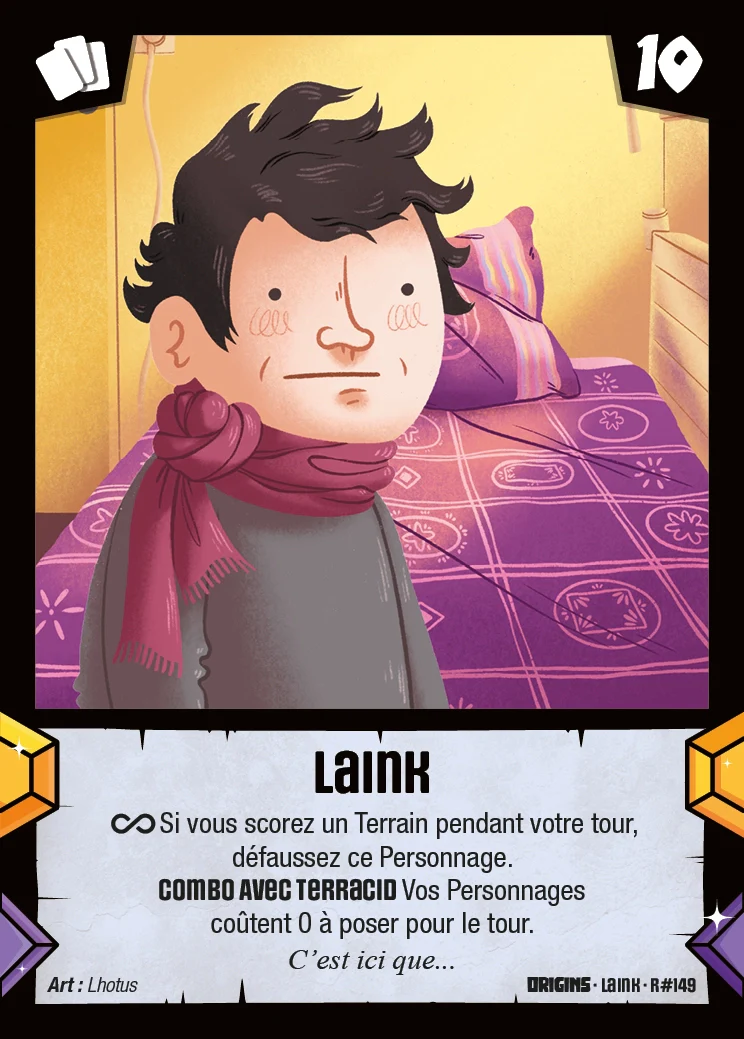 10
Laink
∞ Si vous scorez un Terrain pendant votre tour,
défaussez ce Personnage.
COMBO AVEC TERRACID Vos Personnages
coûtent 0 à poser pour le tour.
C’est ici que...
Art : Lhotus
ORIGINS · Laink · R#149